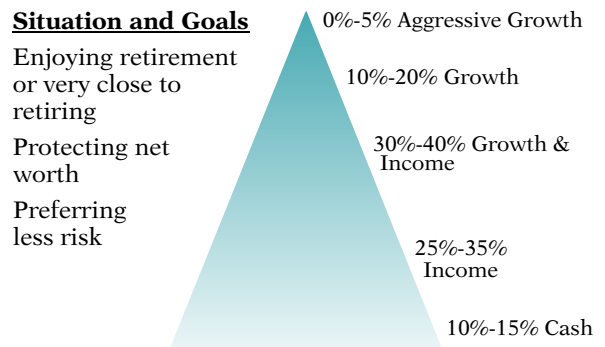 Situation and Goals
Enjoying retirement
or very close to
retiring
Protecting net
worth
Preferring
less risk
0%-5% Aggressive Growth
10%-20% Growth
30%-40% Growth &
Income
25%-35%
Income
10%-15% Cash